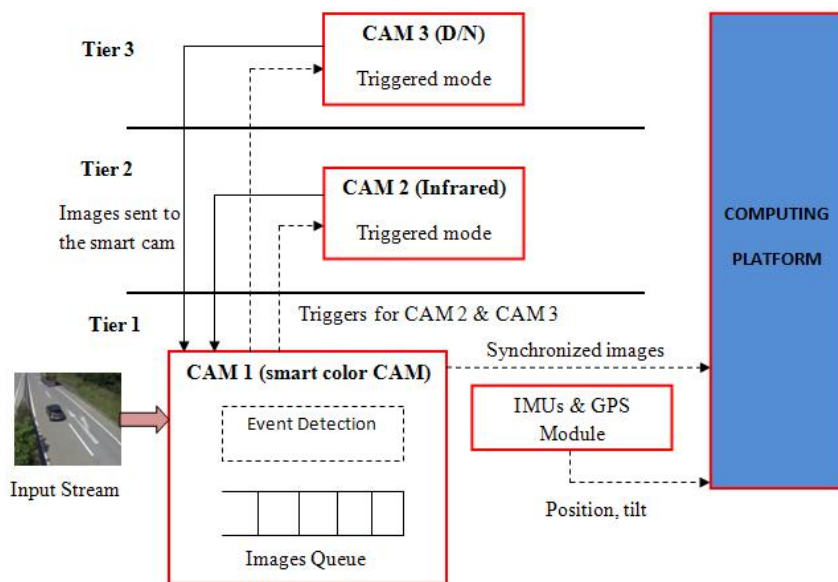 Tier 3
CAM 3 (D/N)
Triggered mode
Tier 2
Images sent to
the smart cam
CAM 2 (Infrared)
Triggered mode
COMPUTING
PLATFORM
Tier 1
Triggers for CAM 2 & CAM 3
CAM 1 (smart color CAM)
Synchronized images
Event Detection
IMUs & GPS
Module
Input Stream
Position, tilt
Images Queue